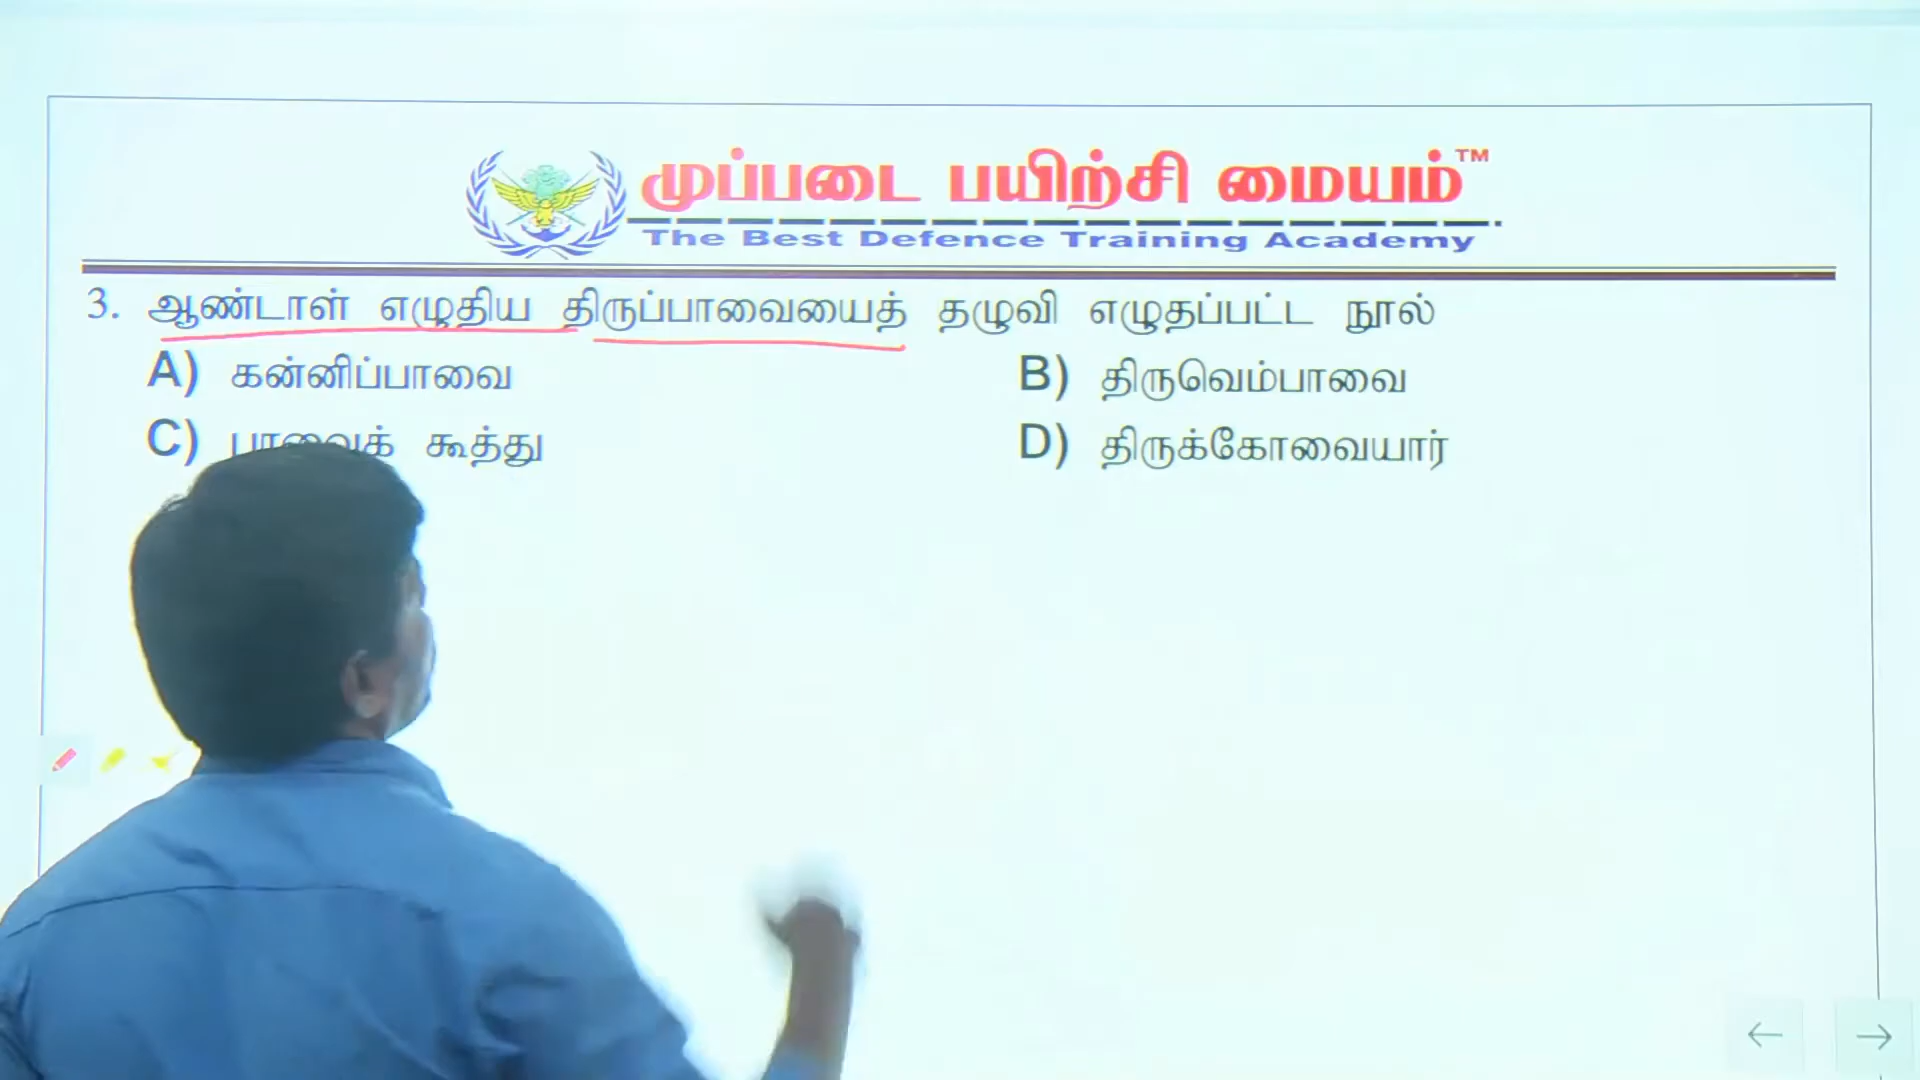 முப்படை பயிற்சி மையம்™
The Best Defence Training Academy
3. ஆண்டாள் எழுதிய திருப்பாவையைத் தழுவி எழுதப்பட்ட நூல்
A) கன்னிப்பாவை
B) திருவெம்பாவை
C) பாவைக் கூத்து
D) திருக்கோவையார்